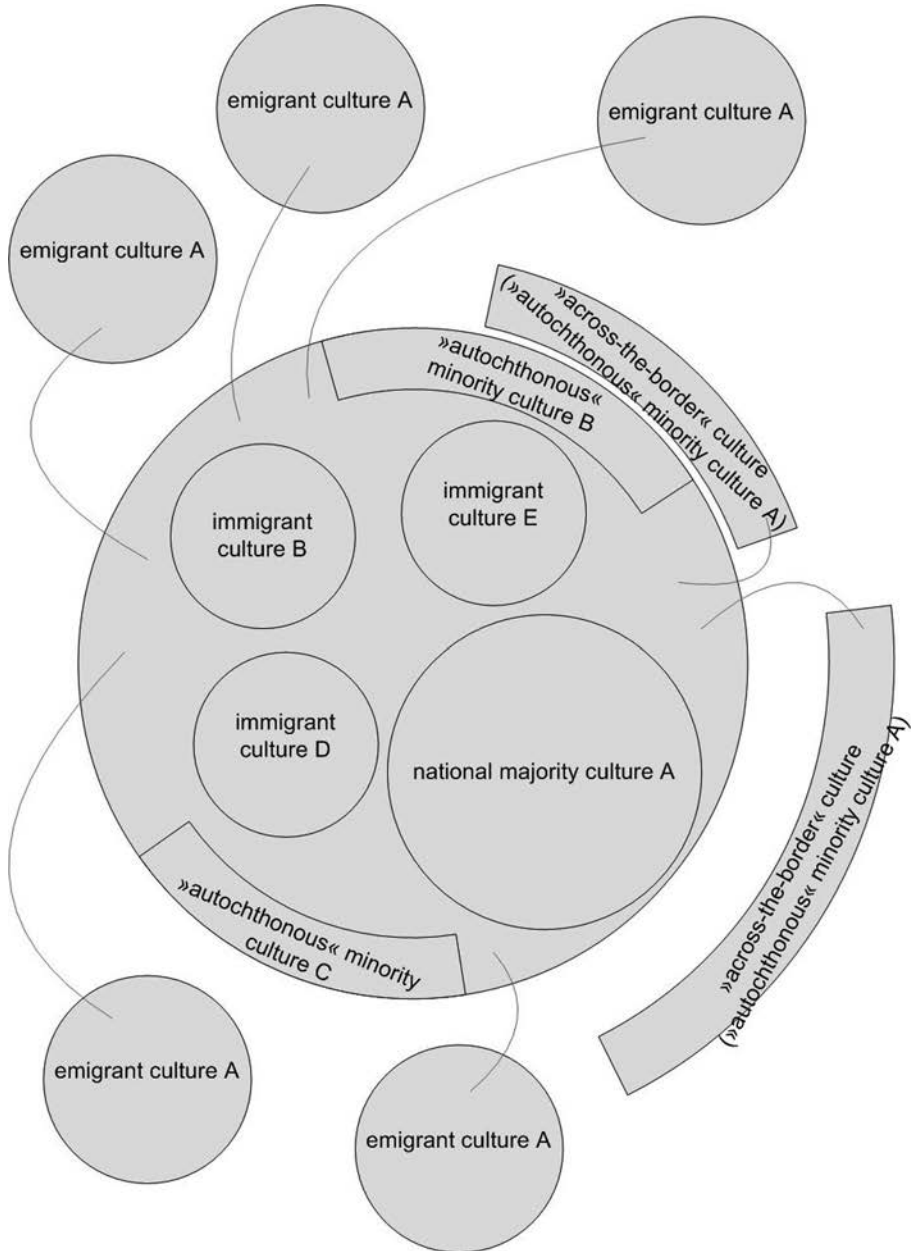 emigrant culture A
emigrant culture A
emigrant culture A
»across-the-border« culture
(»autochthonous« minority culture A)
»autochthonous«
minority culture B
immigrant
culture B
immigrant
culture E
immigrant
culture D
national majority culture A
»across-the-border« culture
(»autochthonous« minority culture A)
»autochthonous« minority
culture C
emigrant culture A
emigrant culture A